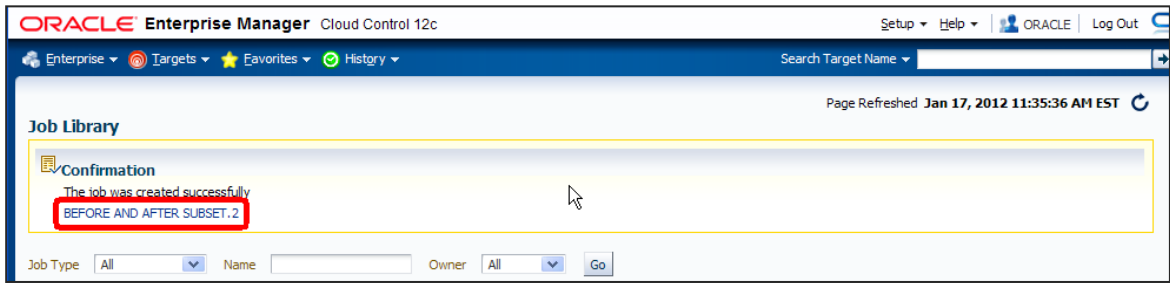 ORACLE Enterprise Manager Cloud Control 12c Setup Help ORACLE Log Out
Enterprise Targets Favorites History Search Target Name
Page Refreshed Jan 17, 2012 11:35:36 AM EST
Job Library
Confirmation
The job was created successfully
BEFORE AND AFTER SUBSET.2
Job Type All Name Owner All Go